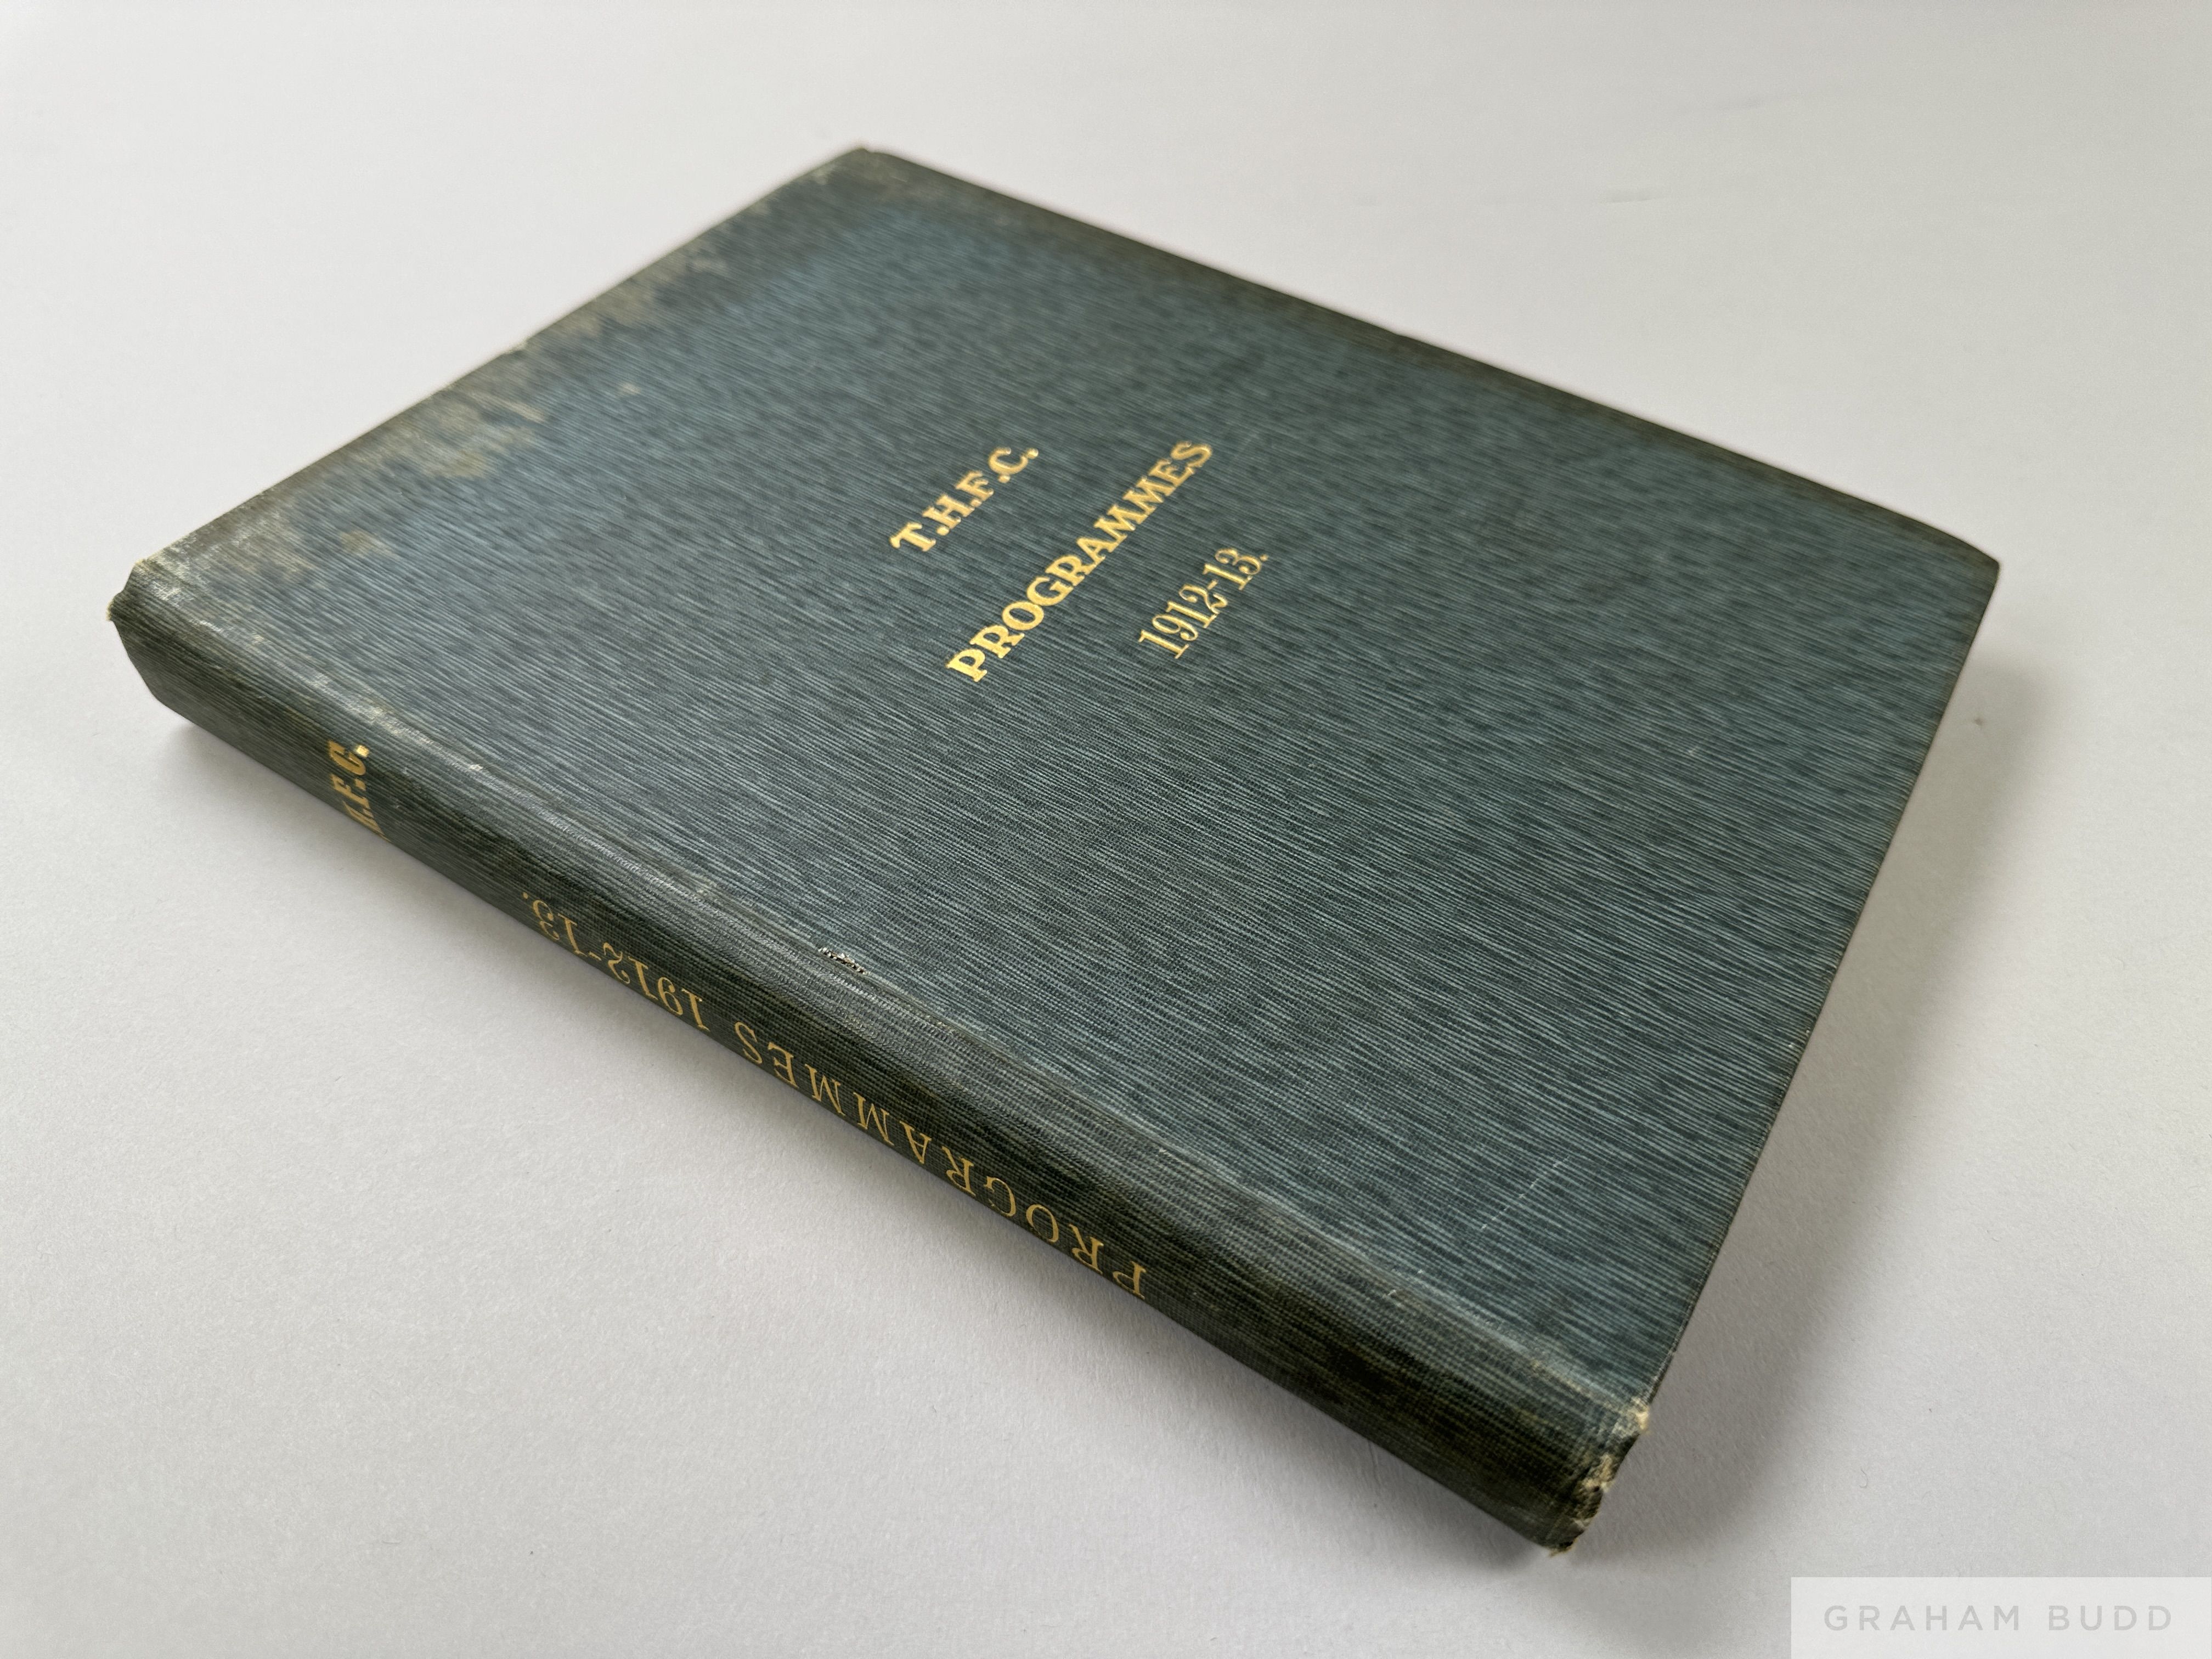 T.H.F.C.
PROGRAMMES
1912-13.
H.F.C.
PROGRAMMES 1912-13.
GRAHAM BUDD